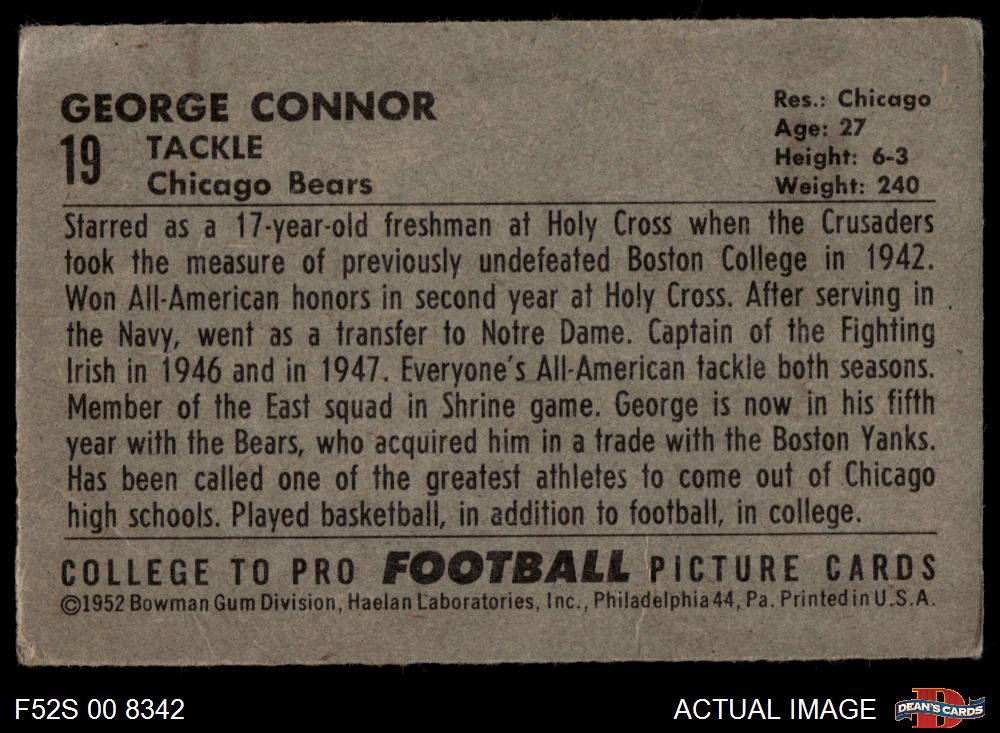 GEORGE CONNOR
19 TACKLE
Chicago Bears
Res.: Chicago
Age: 27
Height: 6-3
Weight: 240
Starred as a 17-year-old freshman at Holy Cross when the Crusaders
took the measure of previously undefeated Boston College in 1942.
Won All-American honors in second year at Holy Cross. After serving in
the Navy, went as a transfer to Notre Dame. Captain of the Fighting
Irish in 1946 and in 1947. Everyone's All-American tackle both seasons.
Member of the East squad in Shrine game. George is now in his fifth
year with the Bears, who acquired him in a trade with the Boston Yanks.
Has been called one of the greatest athletes to come out of Chicago
high schools. Played basketball, in addition to football, in college.
COLLEGE TO PRO FOOTBALL PICTURE CARDS
©1952 Bowman Gum Division, Haelan Laboratories, Inc., Philadelphia 44, Pa. Printed in U.S.A.
F52S 00 8342
ACTUAL IMAGE
D
DEAN'S CARDS